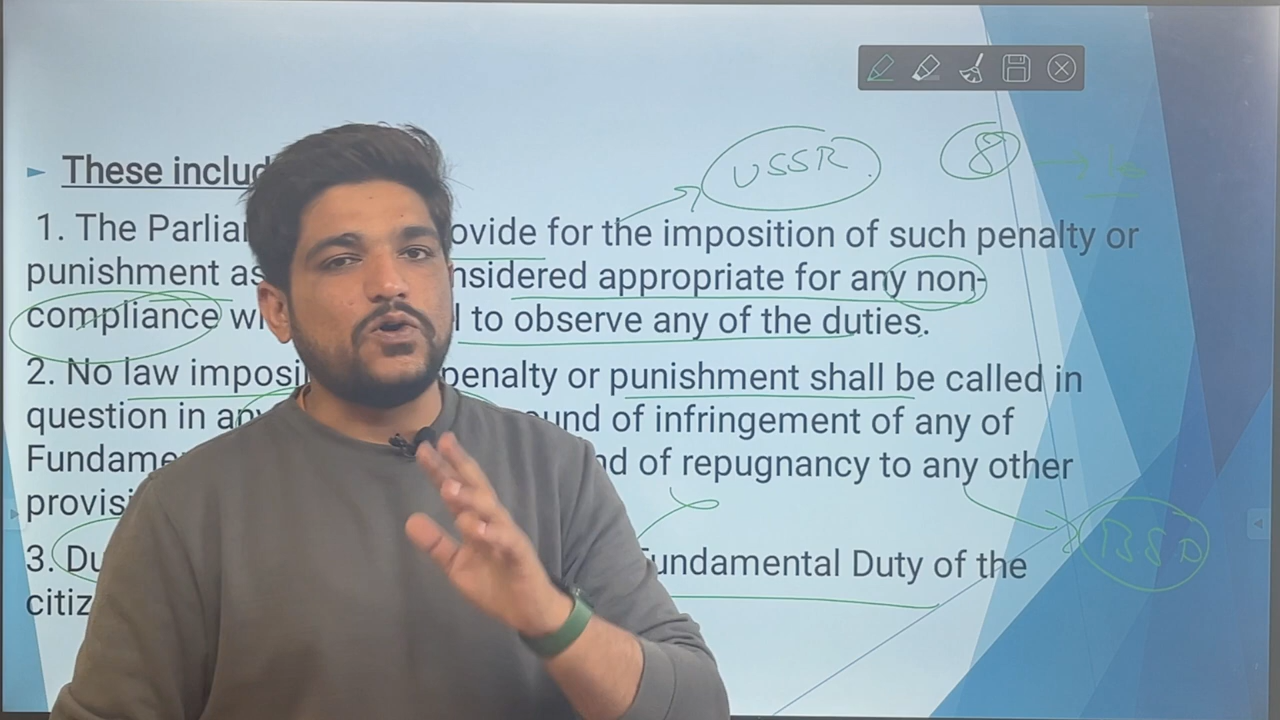 USSR
8
These includ
1. The Parlia ovide for the imposition of such penalty or
punishment as nsidered appropriate for any non-
compliance wi l to observe any of the duties.
2. No law imposi penalty or punishment shall be called in
question in any und of infringement of any of
Fundame nd of repugnancy to any other
provisi
3. Du undamental Duty of the
citiz